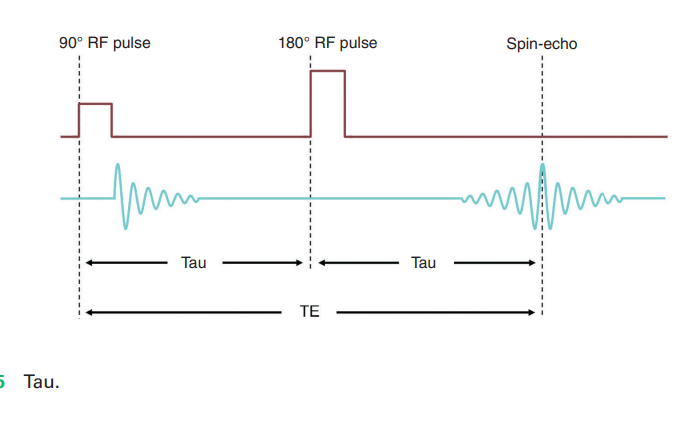 90° RF pulse 180° RF pulse Spin-echo
Tau Tau
TE
5 Tau.